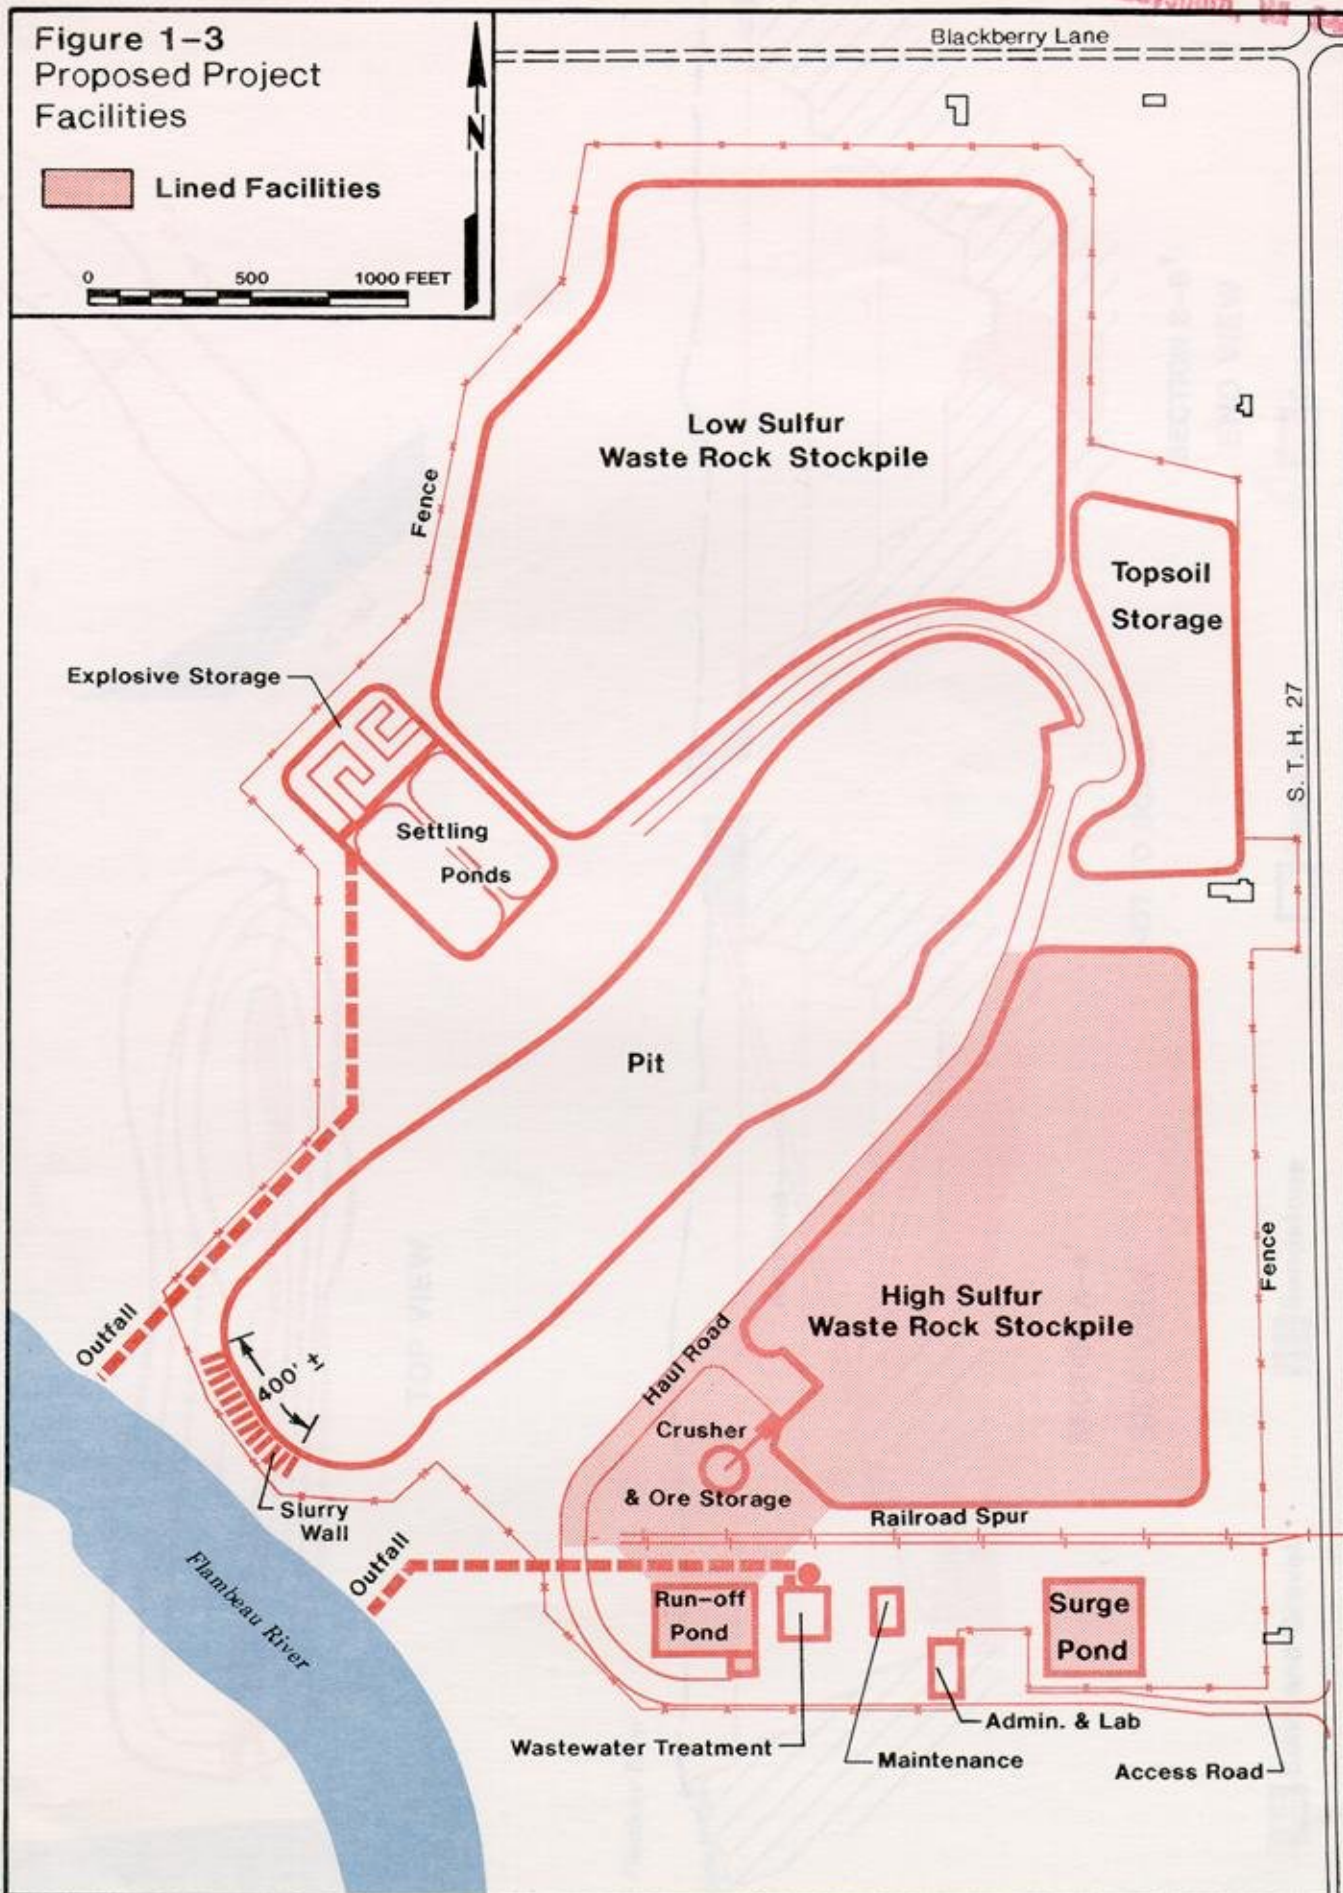 Figure 1-3
Proposed Project
Facilities
N
Lined Facilities
0 500 1000 FEET
Blackberry Lane
Low Sulfur
Waste Rock Stockpile
Fence
Topsoil
Storage
Explosive Storage
S. T. H. 27
Settling
Ponds
Pit
Fence
High Sulfur
Waste Rock Stockpile
Outfall
400' ±
Haul Road
Crusher
& Ore Storage
Slurry
Wall
Railroad Spur
Outfall
Flambeau River
Run-off
Pond
Surge
Pond
Admin. & Lab
Wastewater Treatment
Maintenance
Access Road